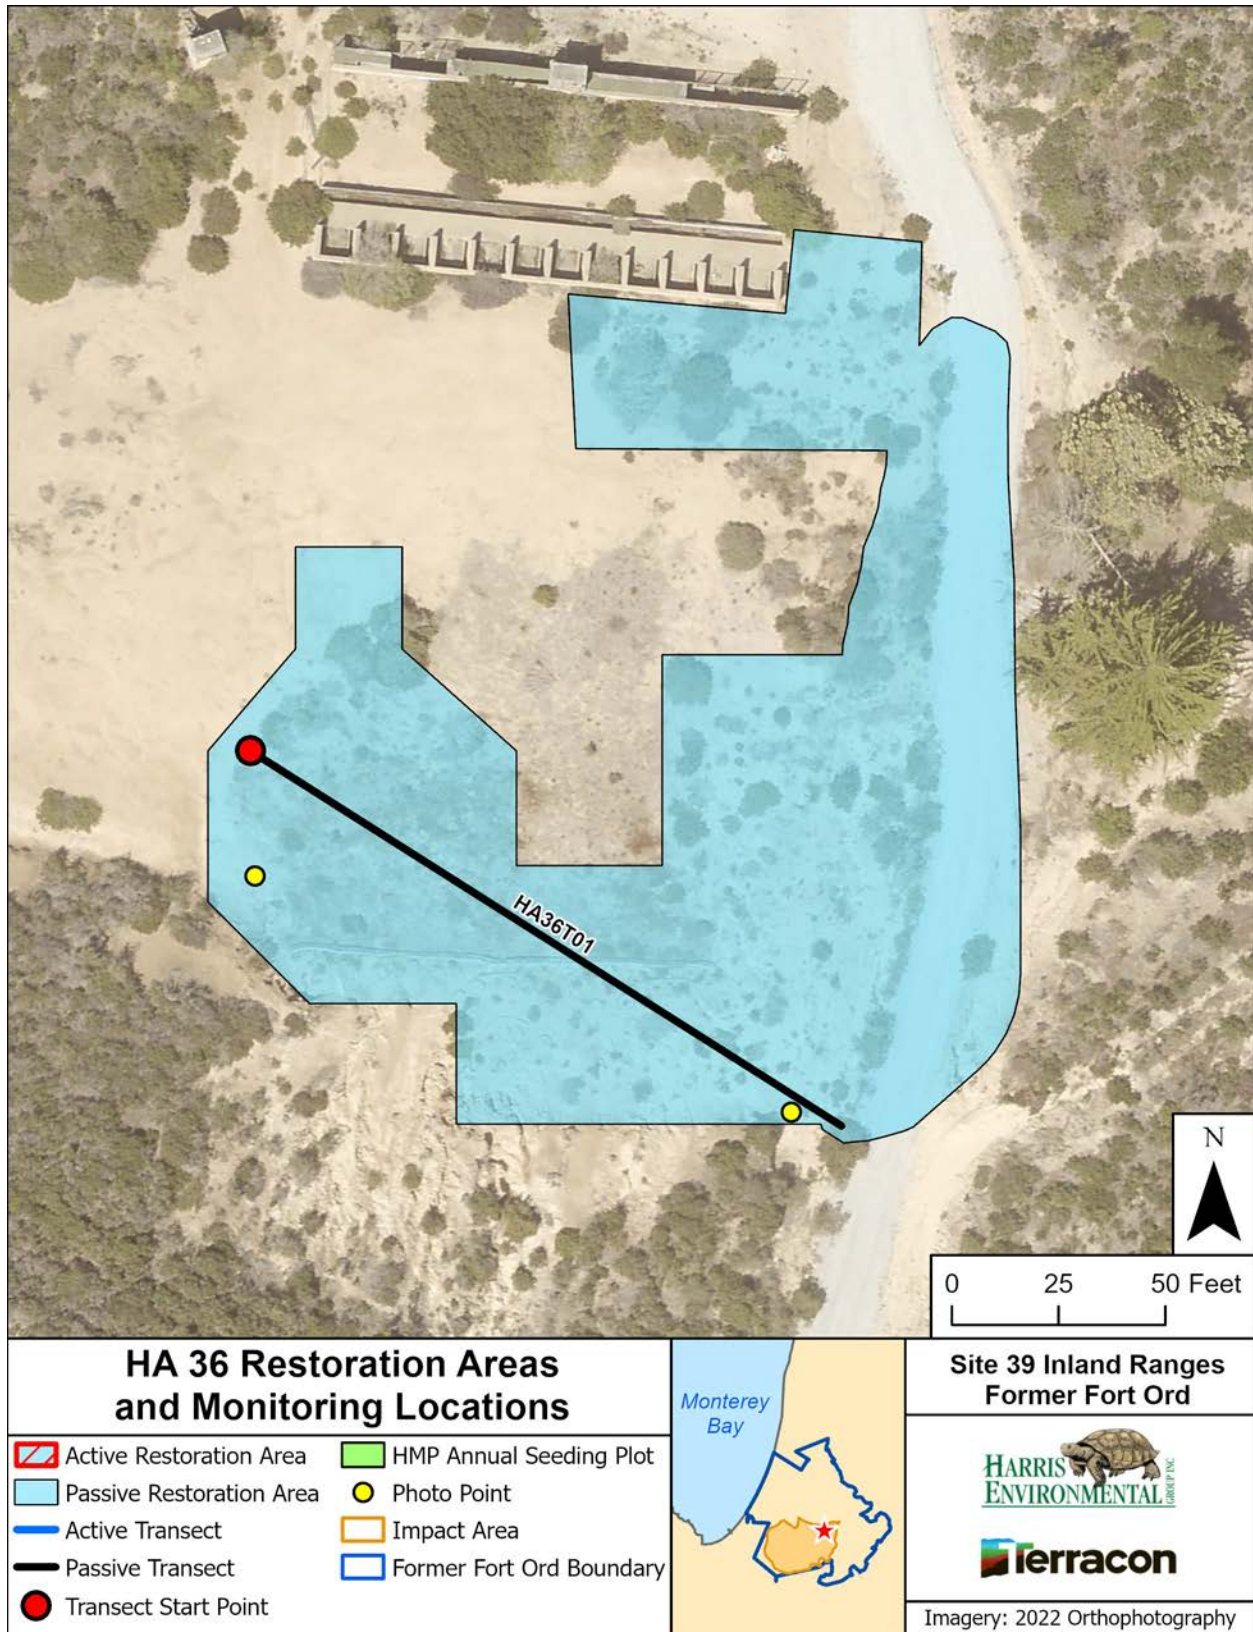 HA36T01
N
0 25 50 Feet
HA 36 Restoration Areas
and Monitoring Locations
Active Restoration Area
Passive Restoration Area
Active Transect
Passive Transect
Transect Start Point
HMP Annual Seeding Plot
Photo Point
Impact Area
Former Fort Ord Boundary
Monterey
Bay
Site 39 Inland Ranges
Former Fort Ord
HARRIS
ENVIRONMENTAL
GROUP INC
Terracon
Imagery: 2022 Orthophotography